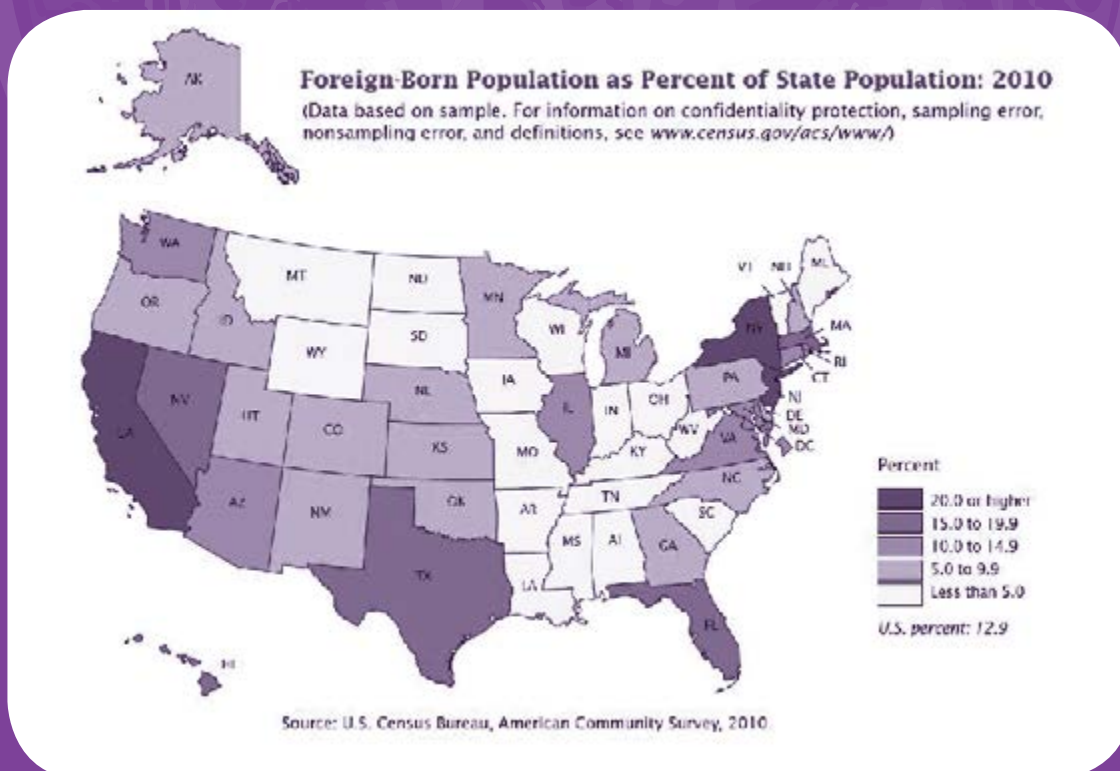 AK
Foreign-Born Population as Percent of State Population: 2010
(Data based on sample. For information on confidentiality protection, sampling error,
nonsampling error, and definitions, see www.census.gov/acs/www/)
WA
MT
ND
MN
VT
NH
ME
OR
ID
SD
WI
NY
MA
WY
MI
RI
CT
IA
PA
NV
NE
NJ
UT
IL
IN
OH
DE
MD
CA
CO
KS
MO
WV
VA
DC
KY
NC
Percent
AZ
NM
OK
TN
20.0 or higher
AR
SC
15.0 to 19.9
MS
AL
GA
10.0 to 14.9
TX
5.0 to 9.9
LA
Less than 5.0
FL
U.S. percent: 12.9
HI
Source: U.S. Census Bureau, American Community Survey, 2010